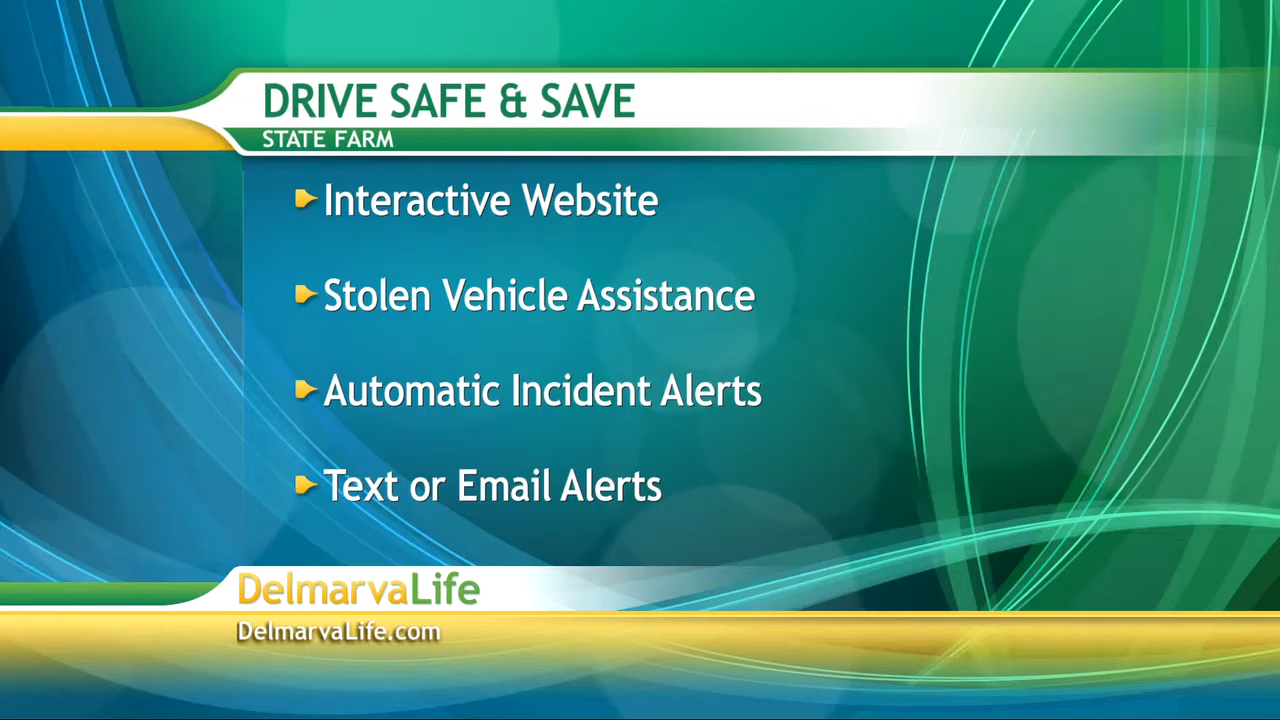 DRIVE SAFE & SAVE
STATE FARM
Interactive Website
Stolen Vehicle Assistance
Automatic Incident Alerts
Text or Email Alerts
DelmarvaLife
DelmarvaLife.com